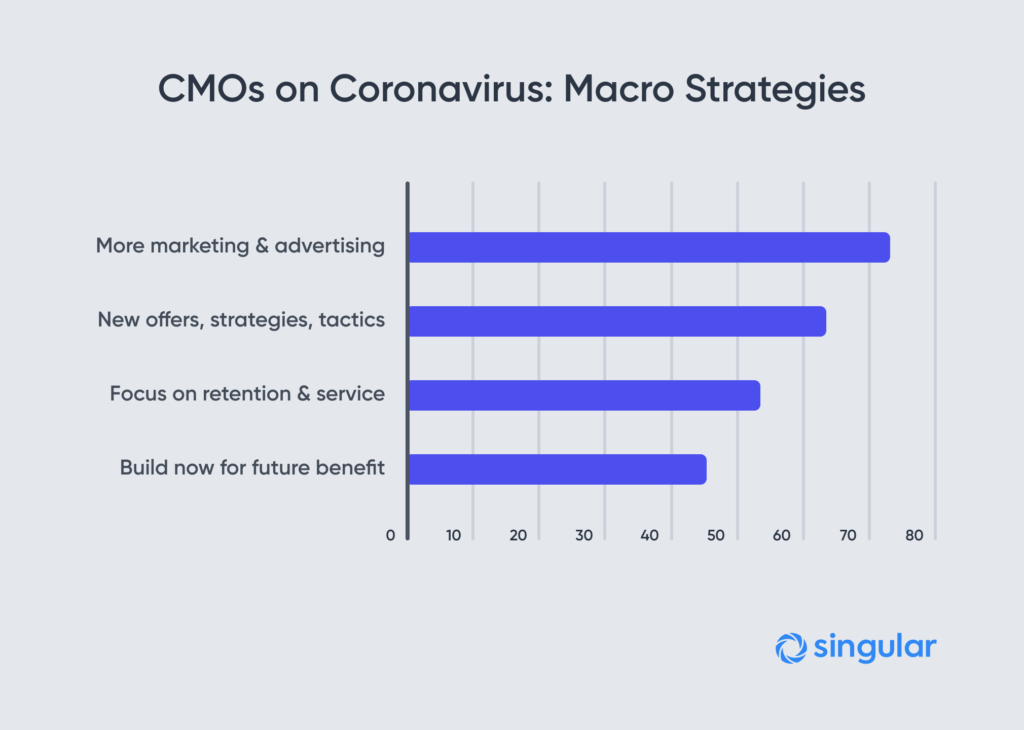 CMOs on Coronavirus: Macro Strategies
More marketing & advertising
New offers, strategies, tactics
Focus on retention & service
Build now for future benefit
0 10 20 30 40 50 60 70 80
singular